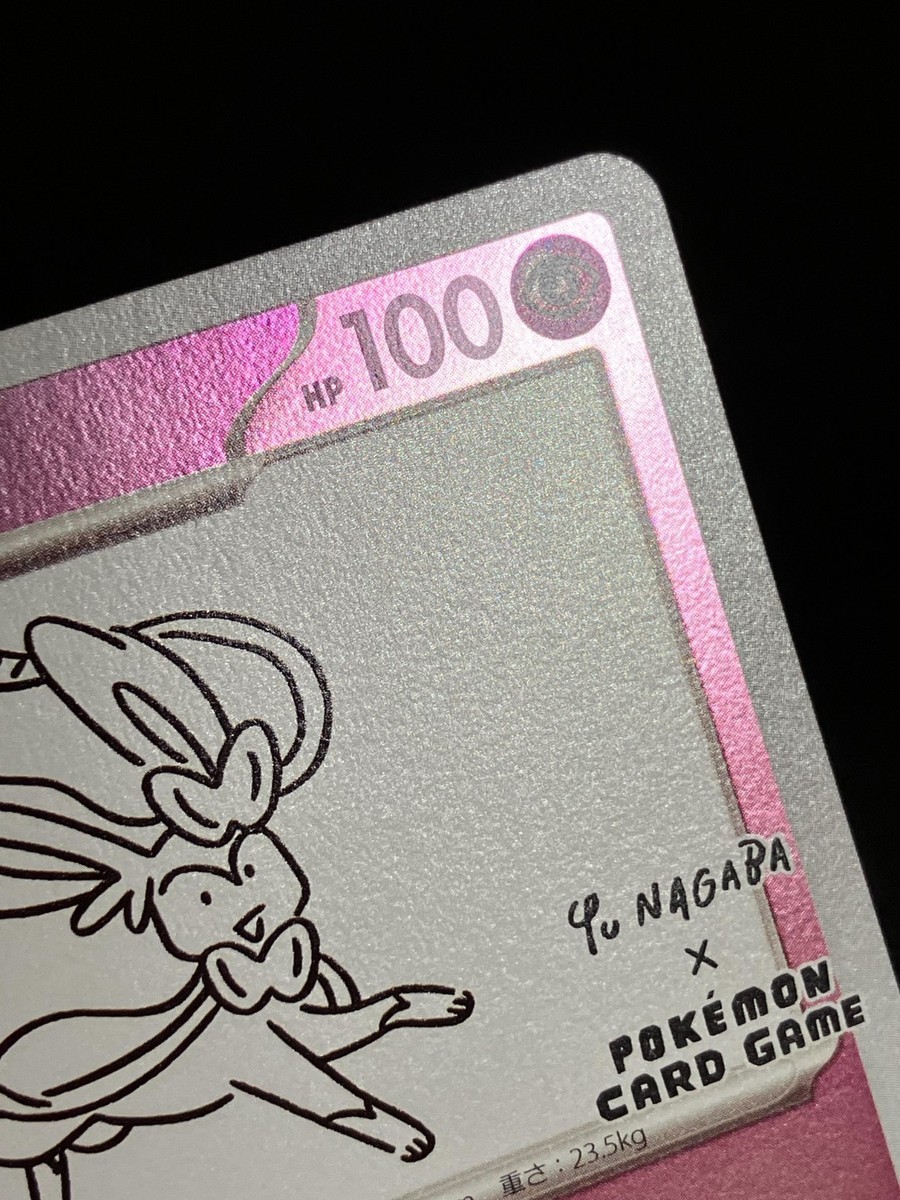 HP 100
Yu NAGABA
×
POKÉMON
CARD GAME
重さ：23.5kg